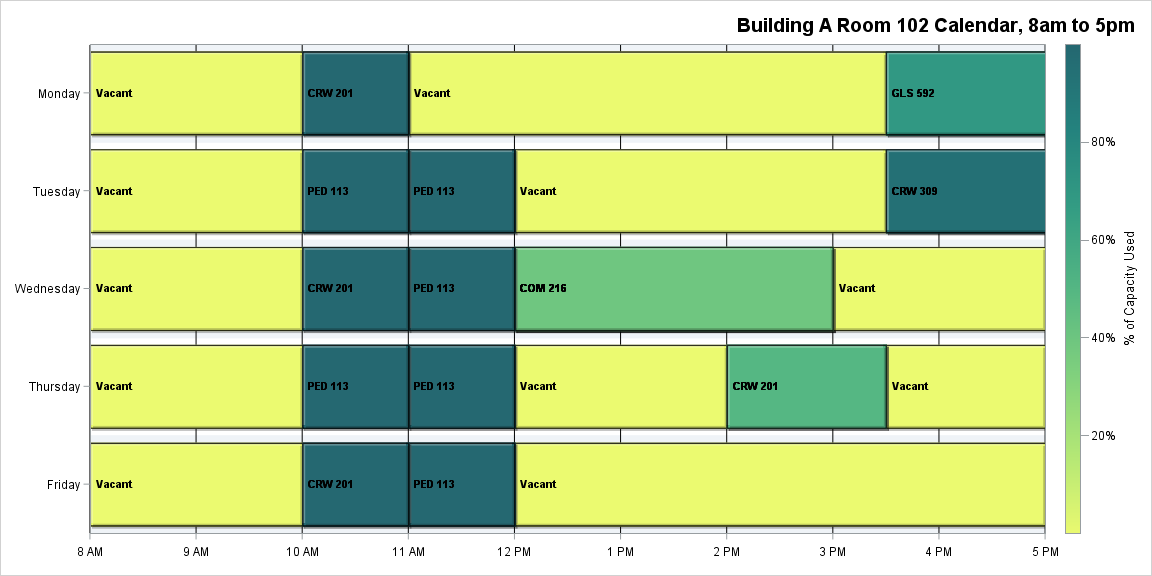 Building A Room 102 Calendar, 8am to 5pm
Monday
Vacant
CRW 201
Vacant
GLS 592
Tuesday
Vacant
PED 113
PED 113
Vacant
CRW 309
Wednesday
Vacant
CRW 201
PED 113
COM 216
Vacant
Thursday
Vacant
PED 113
PED 113
Vacant
CRW 201
Vacant
Friday
Vacant
CRW 201
PED 113
Vacant
8 AM
9 AM
10 AM
11 AM
12 PM
1 PM
2 PM
3 PM
4 PM
5 PM
80%
60%
40%
20%
% of Capacity Used